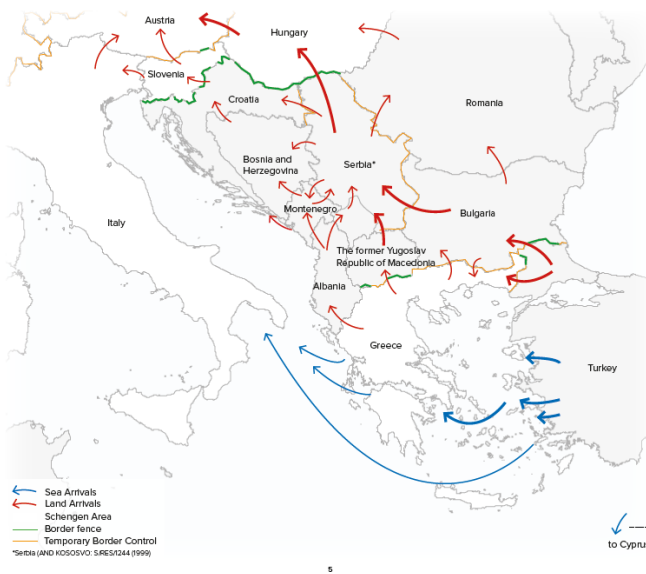 Austria
Hungary
Slovenia
Croatia
Romania
Bosnia and
Herzegovina
Serbia*
Montenegro
Bulgaria
Italy
The former Yugoslav
Republic of Macedonia
Albania
Greece
Turkey
Sea Arrivals
Land Arrivals
Schengen Area
Border fence
Temporary Border Control
*Serbia (AND KOSOSVO: S/RES/1244 (1999)
to Cyprus
5